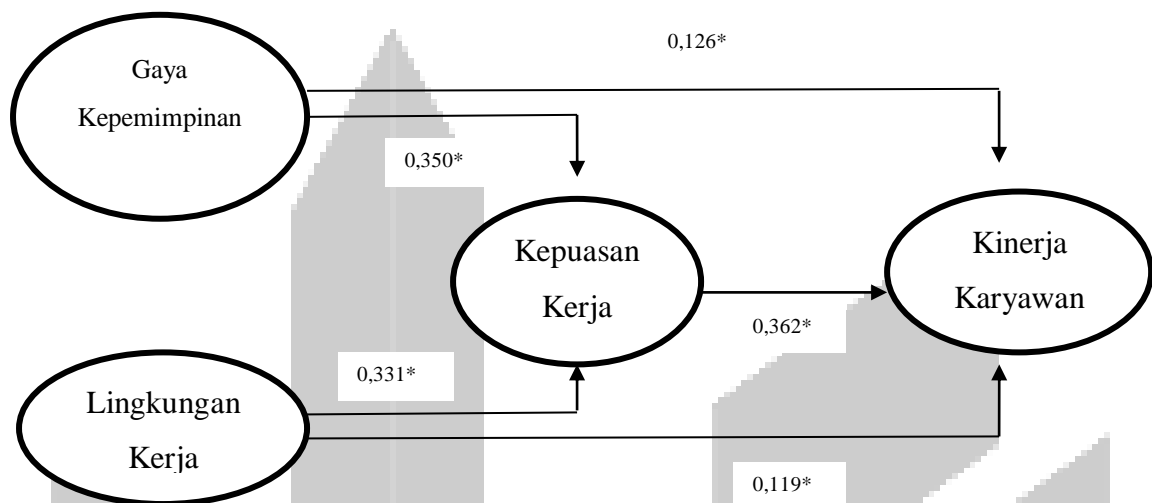 0,126*
Gaya
Kepemimpinan
0,350*
Kepuasan
Kerja
Kinerja
Karyawan
0,362*
0,331*
Lingkungan
Kerja
0,119*